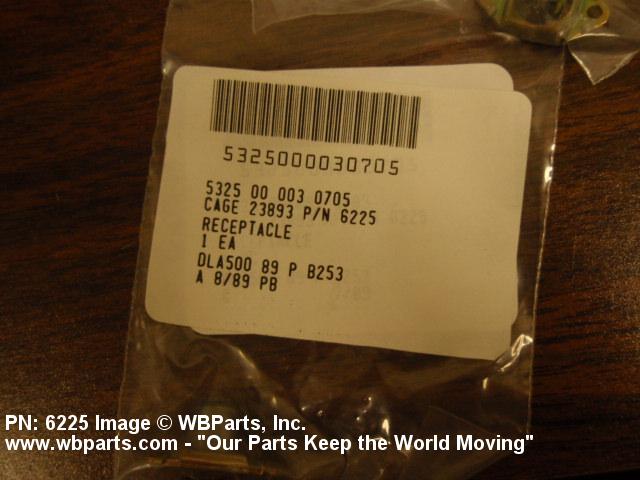 5325000030705
5325 00 003 0705
CAGE 23893 P/N 6225
RECEPTACLE
1 EA
DLA500 89 P B253
A 8/89 PB
PN: 6225 Image © WBParts, Inc.
www.wbparts.com - "Our Parts Keep the World Moving"